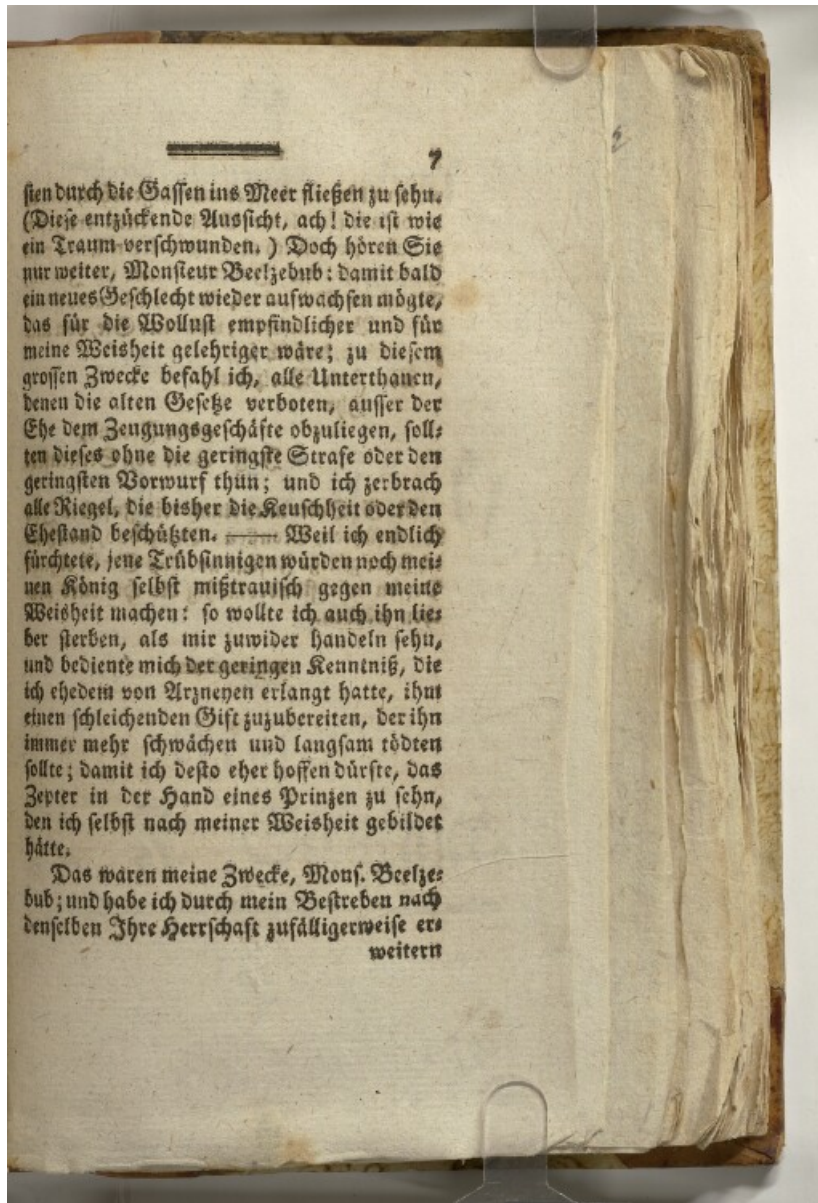 7
sten durch die Gassen ins Meer fließen zu sehn.
(Diese entzückende Aussicht, ach! die ist wie
ein Traum verschwunden.) Doch hören Sie
nur weiter, Monsieur Beelzebub: damit bald
ein neues Geschlecht wieder aufwachsen mögte,
das für die Wollust empfindlicher und für
meine Weisheit gelehriger wäre; zu diesem
grossen Zwecke befahl ich, alle Unterthanen,
denen die alten Gesetze verboten, ausser der
Ehe dem Zeugungsgeschäfte obzuliegen, soll-
ten dieses ohne die geringste Strafe oder den
geringsten Vorwurf thun; und ich zerbrach
alle Riegel, die bisher die Keuschheit oder den
Ehestand beschützten. —— Weil ich endlich
fürchtete, jene Trübsinnigen würden noch mei-
nen König selbst mißtrauisch gegen meine
Weisheit machen: so wollte ich auch ihn lie-
ber sterben, als mir zuwider handeln sehn,
und bediente mich der geringen Kenntniß, die
ich ehedem von Arzneyen erlangt hatte, ihm
einen schleichenden Gift zuzubereiten, der ihn
immer mehr schwächen und langsam tödten
sollte; damit ich desto eher hoffen dürfte, das
Zepter in der Hand eines Prinzen zu sehn,
den ich selbst nach meiner Weisheit gebildet
hätte.
Das waren meine Zwecke, Mons. Beelze-
bub; und habe ich durch mein Bestreben nach
denselben Ihre Herrschaft zufälligerweise er-
weitern